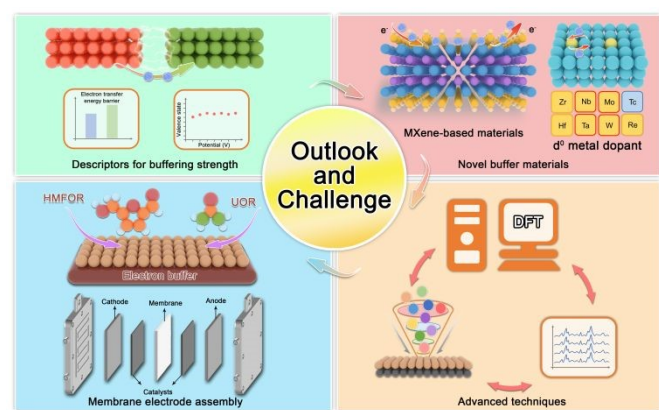 Electron transfer
energy barrier
Valence state
Potential (V)
Descriptors for buffering strength
e-
e-
MXene-based materials
Zr
Nb
Mo
Tc
Hf
Ta
W
Re
d⁰ metal dopant
Novel buffer materials
Outlook
and
Challenge
HMFOR
UOR
Electron buffer
Cathode
Membrane
Anode
Catalysts
Membrane electrode assembly
DFT
Advanced techniques